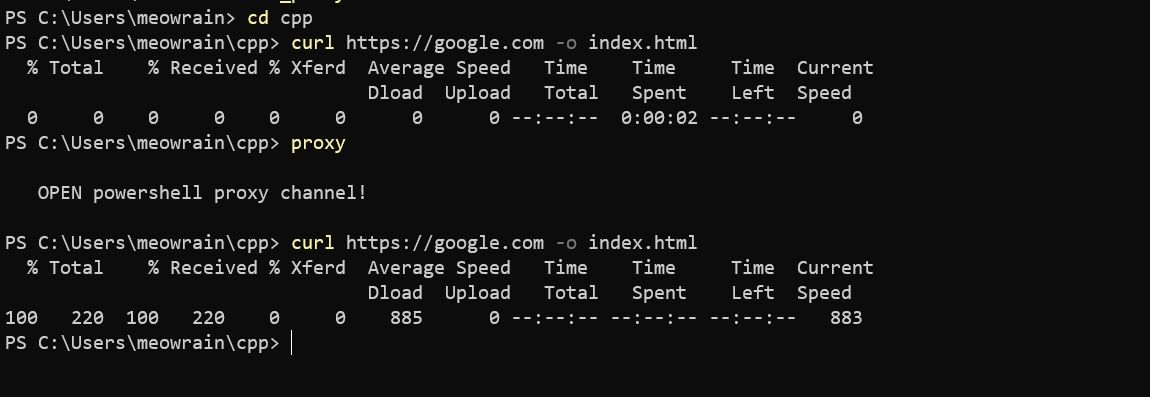 PS C:\Users\meowrain> cd cpp
PS C:\Users\meowrain\cpp> curl https://google.com -o index.html
  % Total    % Received % Xferd  Average Speed   Time    Time     Time  Current
                                 Dload  Upload   Total   Spent    Left  Speed
  0     0    0     0    0     0      0      0 --:--:--  0:00:02 --:--:--     0
PS C:\Users\meowrain\cpp> proxy
   OPEN powershell proxy channel!
PS C:\Users\meowrain\cpp> curl https://google.com -o index.html
  % Total    % Received % Xferd  Average Speed   Time    Time     Time  Current
                                 Dload  Upload   Total   Spent    Left  Speed
100   220  100   220    0     0    885      0 --:--:-- --:--:-- --:--:--   883
PS C:\Users\meowrain\cpp>